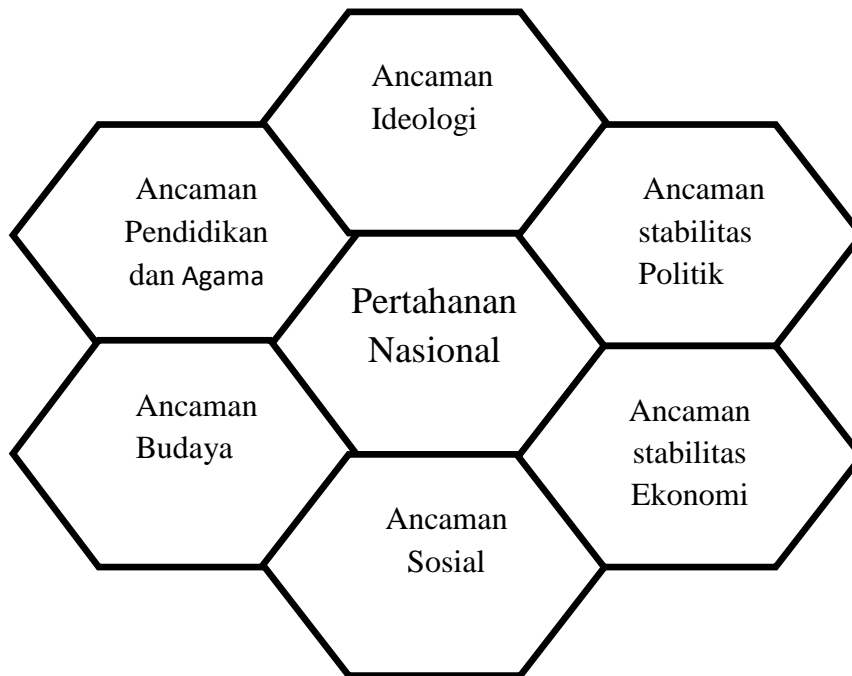 Ancaman
Ideologi
Ancaman
Pendidikan
dan Agama
Ancaman
stabilitas
Politik
Pertahanan
Nasional
Ancaman
Budaya
Ancaman
stabilitas
Ekonomi
Ancaman
Sosial